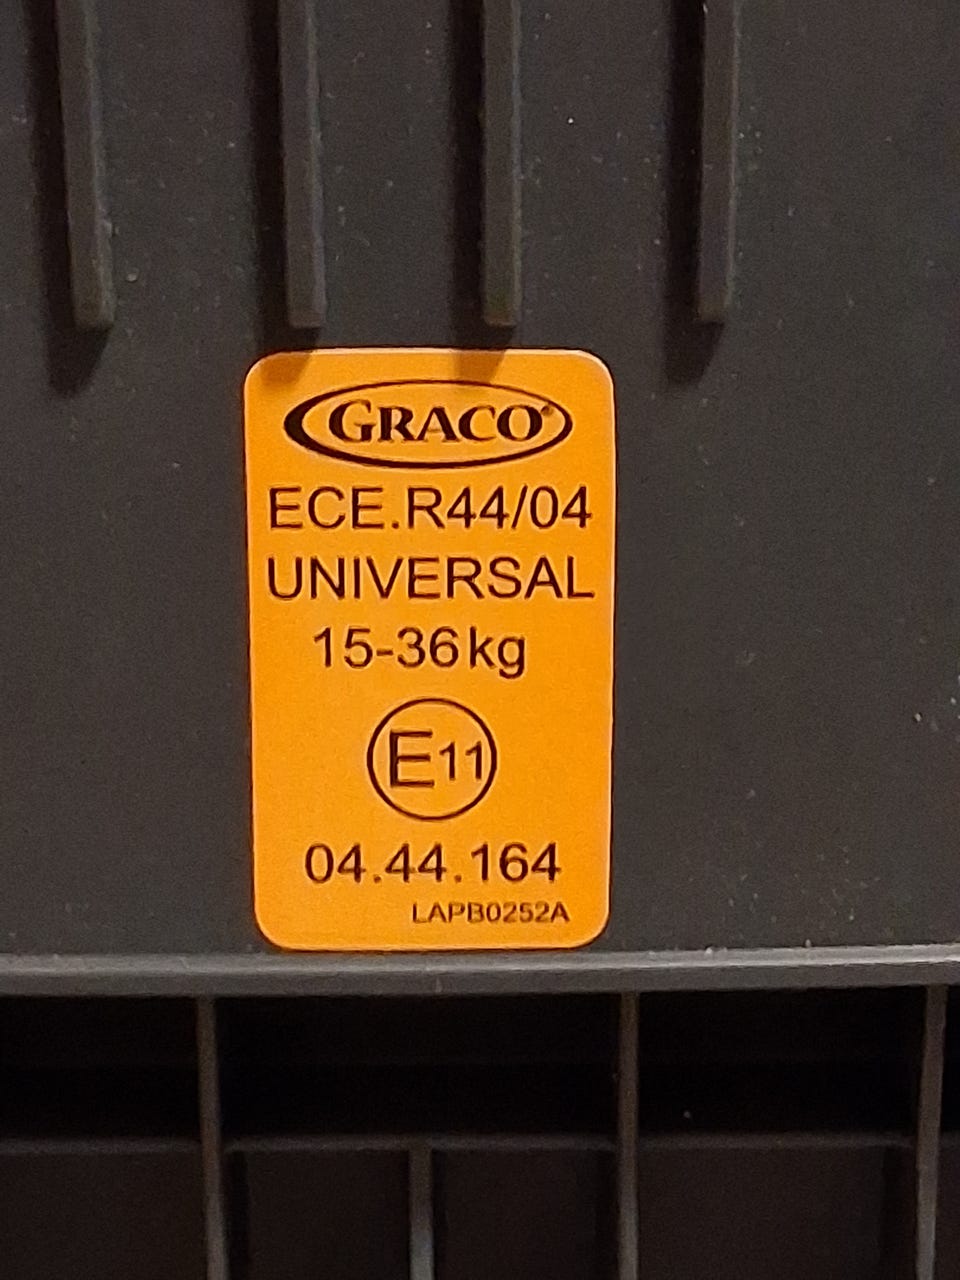 GRACO®
ECE.R44/04
UNIVERSAL
15-36kg
E11
04.44.164
LAPB0252A